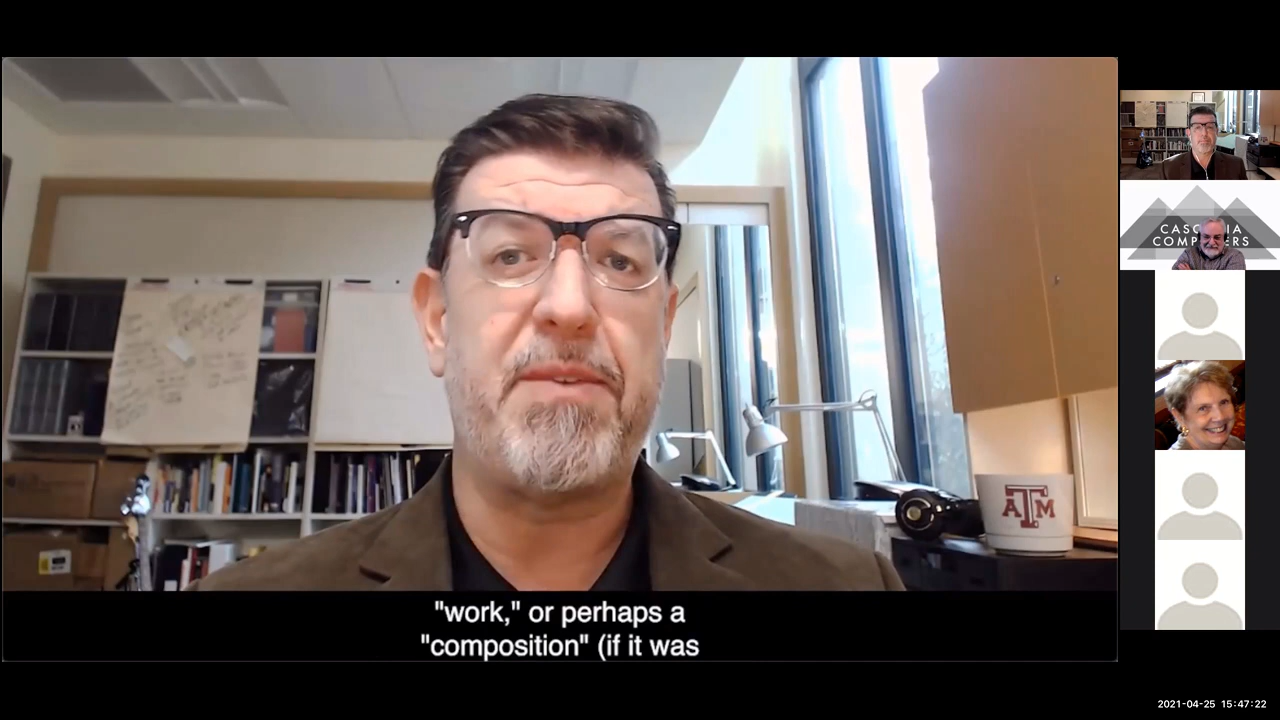 CASCADIA
COMPOSERS
ATM
"work," or perhaps a
"composition" (if it was
2021-04-25 15:47:22